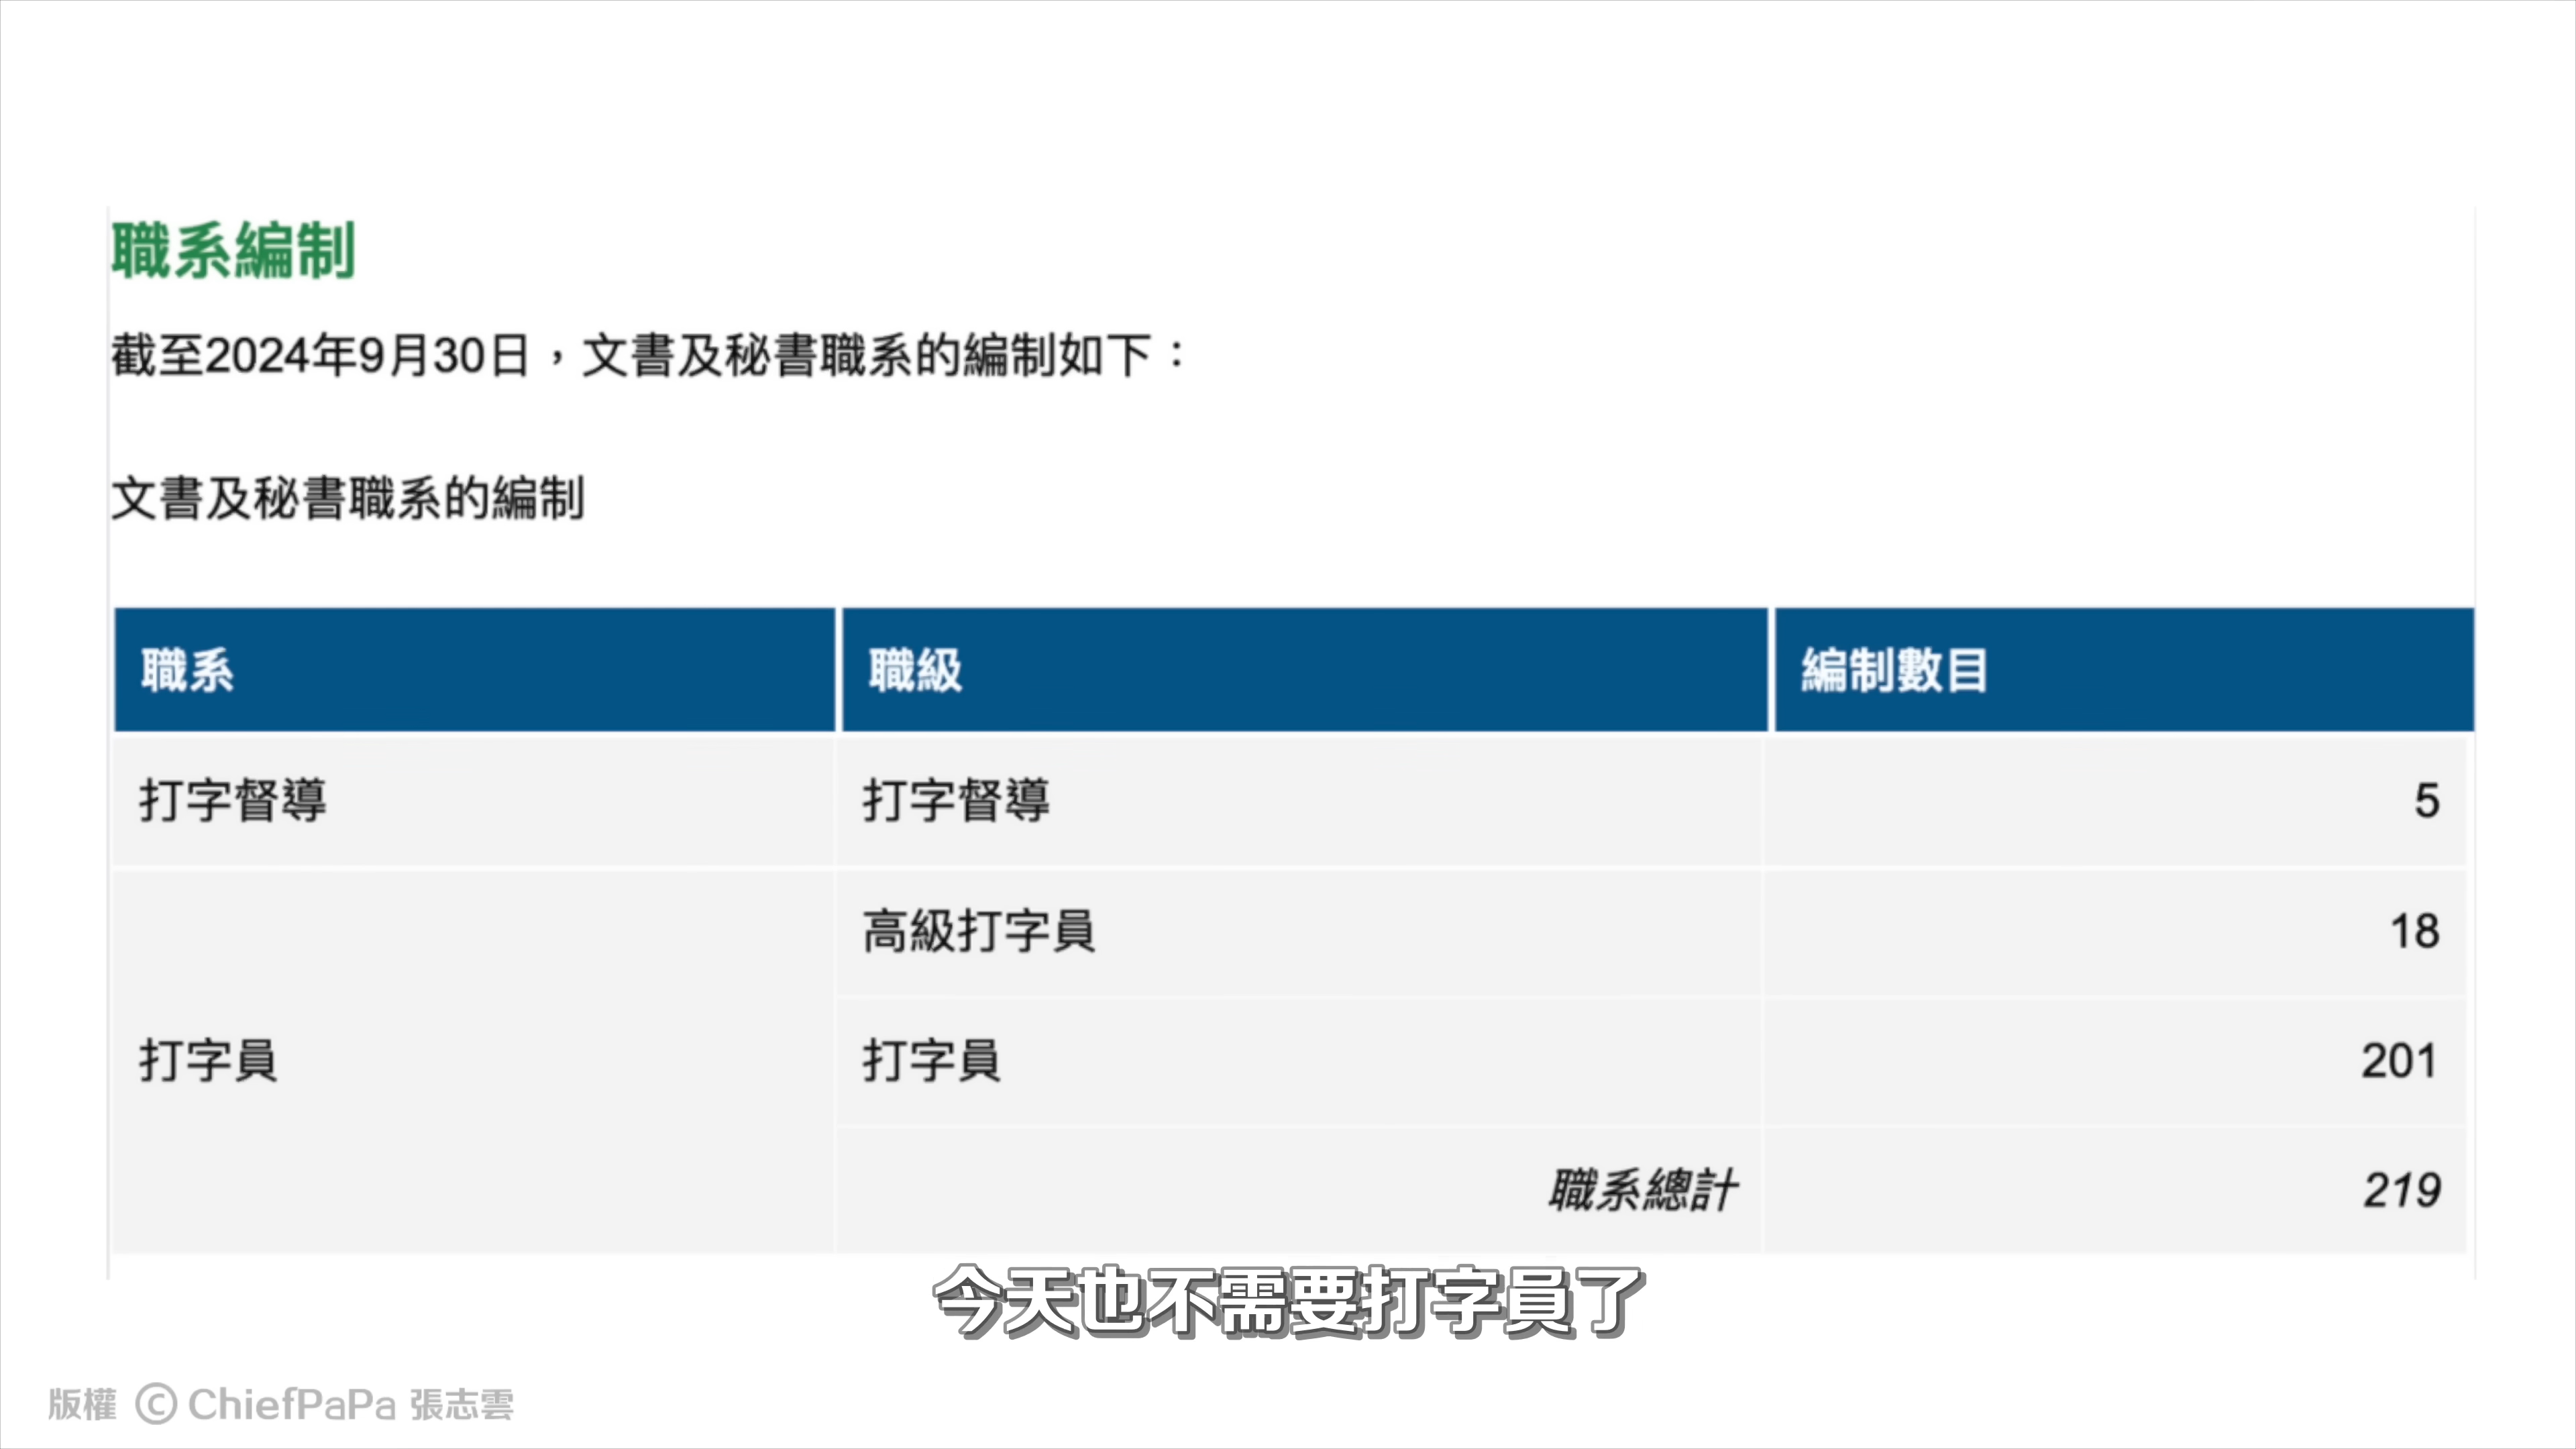 職系編制
截至2024年9月30日，文書及秘書職系的編制如下：
文書及秘書職系的編制
職系 職級 編制數目
打字督導 打字督導 5
高級打字員 18
打字員 打字員 201
職系總計 219
今天也不需要打字員了
版權 © ChiefPaPa 張志雲